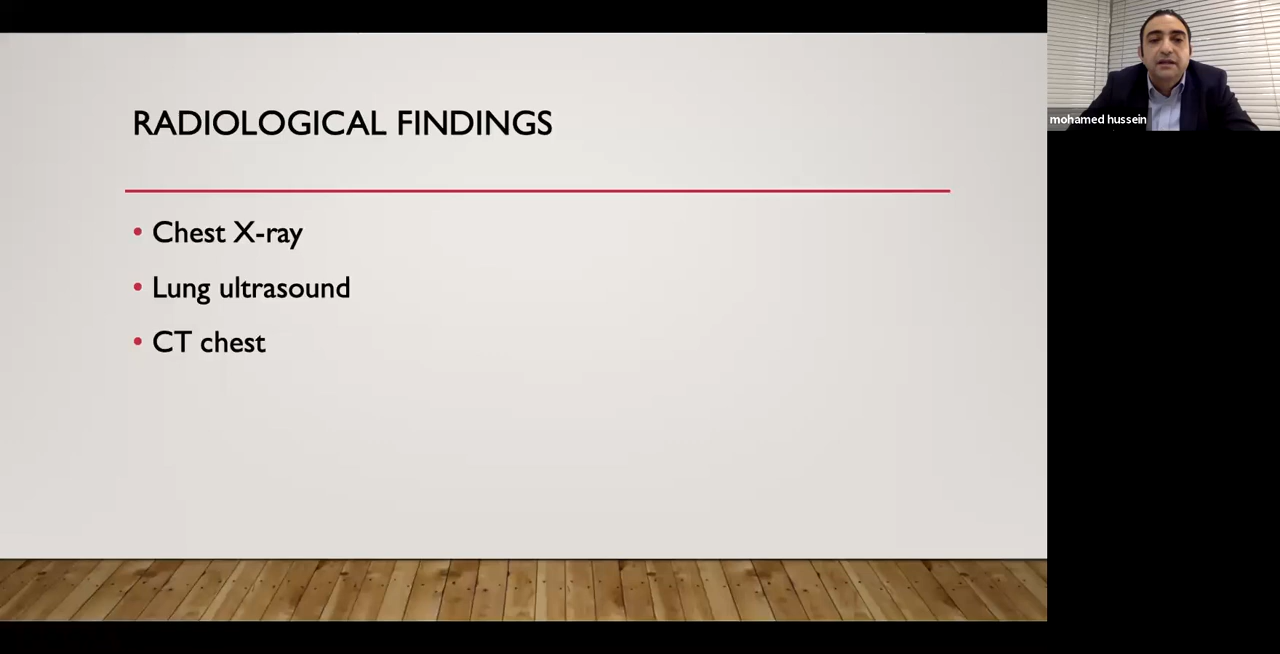 RADIOLOGICAL FINDINGS
• Chest X-ray
• Lung ultrasound
• CT chest
mohamed hussein